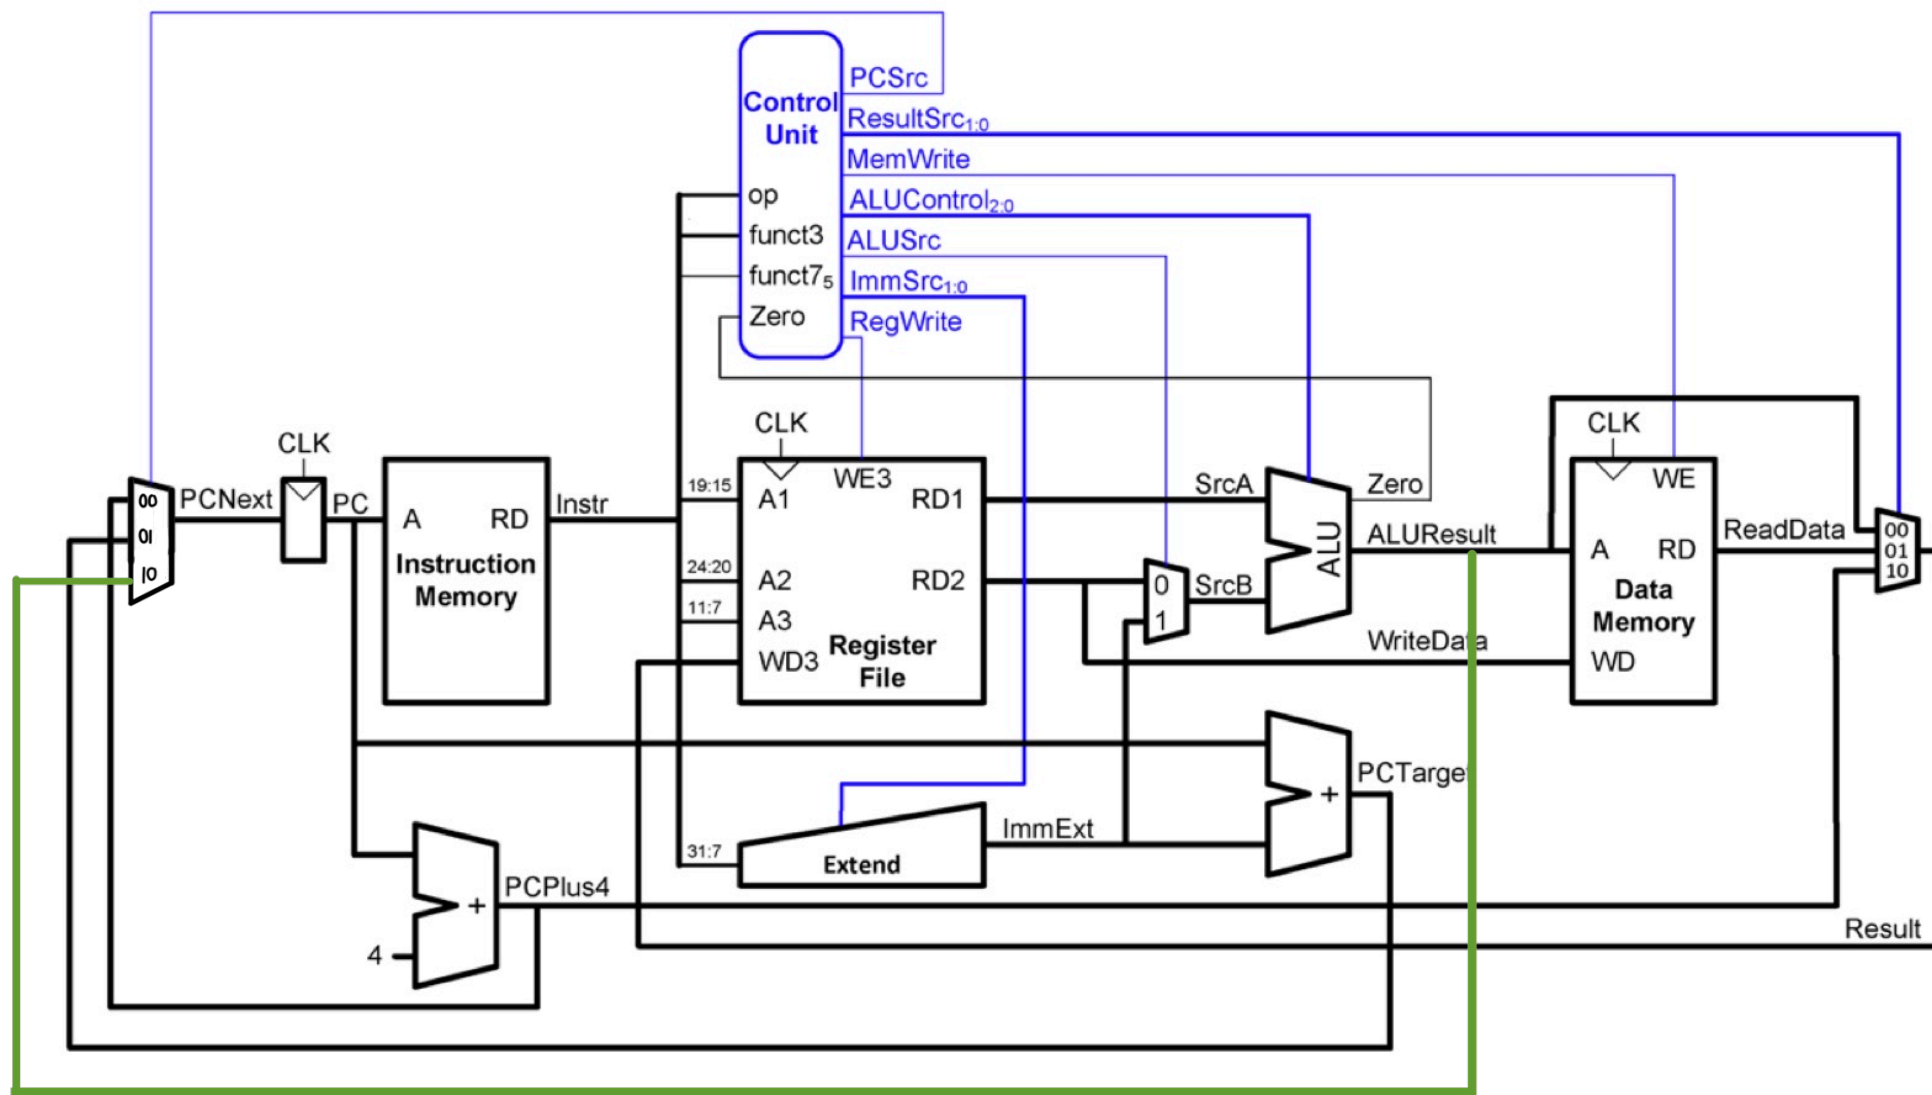 PCSrc
Control
Unit
ResultSrc1:0
MemWrite
op
ALUControl2:0
funct3
ALUSrc
funct75
ImmSrc1:0
Zero
RegWrite
CLK
CLK
CLK
00
01
10
PCNext
PC
A
RD
Instruction
Memory
Instr
19:15
A1
WE3
RD1
24:20
A2
RD2
11:7
A3
WD3
Register
File
SrcA
0
1
SrcB
ALU
Zero
ALUResult
WriteData
WE
A
RD
Data
Memory
WD
ReadData
00
01
10
PCTarget
+
ImmExt
31:7
Extend
PCPlus4
+
4
Result